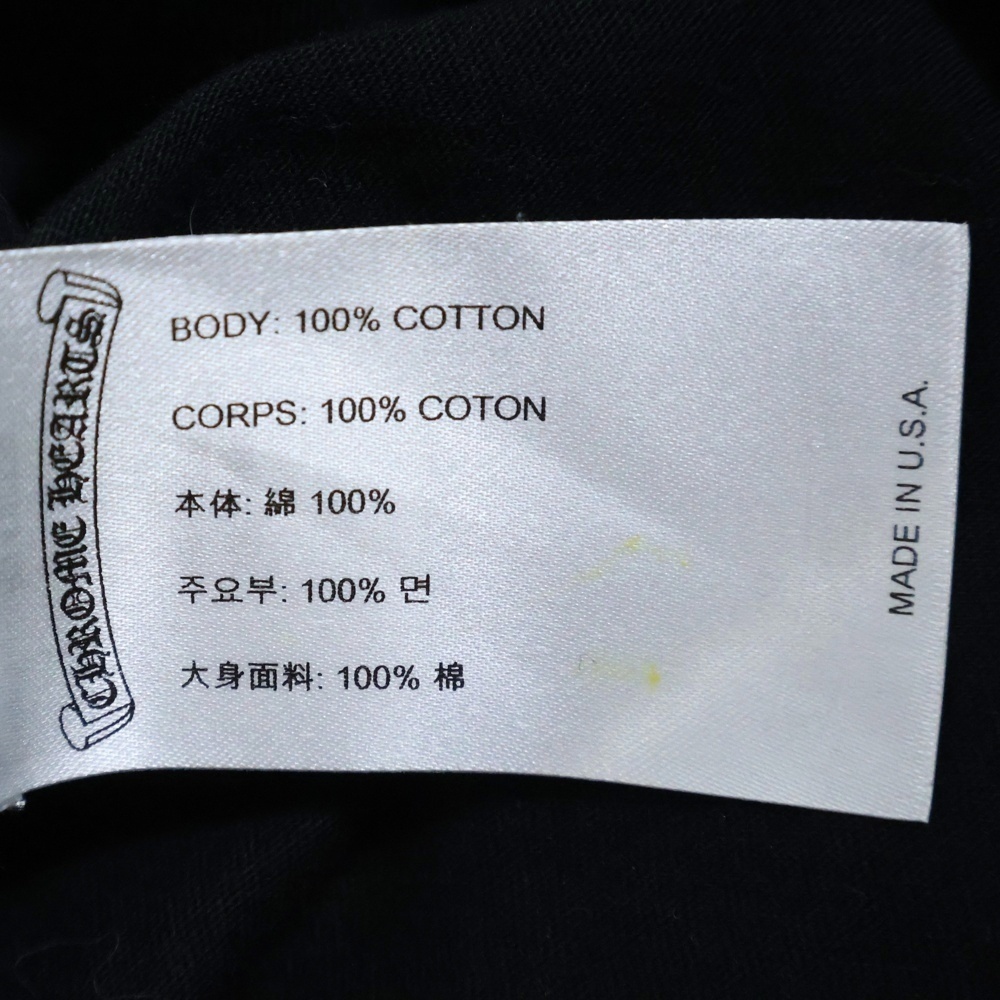 CHROME HEARTS
BODY: 100% COTTON
CORPS: 100% COTON
本体: 綿 100%
주요부: 100% 면
大身面料: 100% 棉
MADE IN U.S.A.